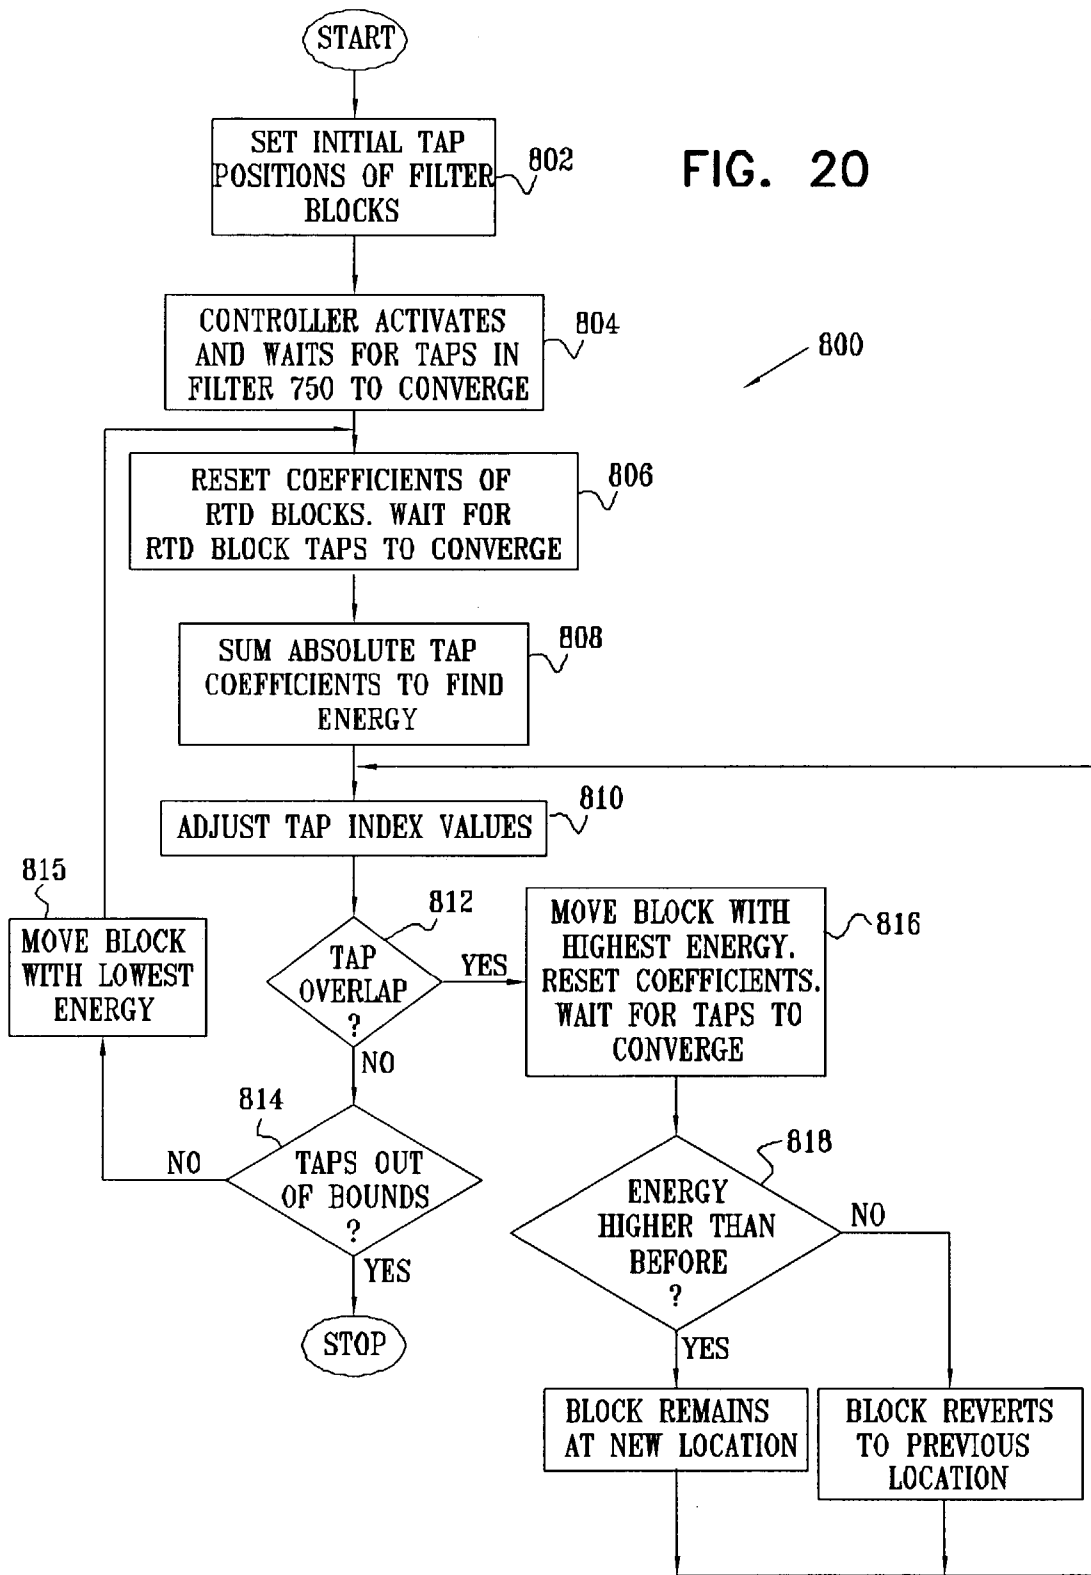 START
SET INITIAL TAP
POSITIONS OF FILTER
BLOCKS
802
FIG. 20
CONTROLLER ACTIVATES
AND WAITS FOR TAPS IN
FILTER 750 TO CONVERGE
804
800
RESET COEFFICIENTS OF
RTD BLOCKS. WAIT FOR
RTD BLOCK TAPS TO CONVERGE
806
SUM ABSOLUTE TAP
COEFFICIENTS TO FIND
ENERGY
808
ADJUST TAP INDEX VALUES
810
815
MOVE BLOCK
WITH LOWEST
ENERGY
812
TAP
OVERLAP
?
YES
NO
MOVE BLOCK WITH
HIGHEST ENERGY.
RESET COEFFICIENTS.
WAIT FOR TAPS TO
CONVERGE
816
814
TAPS OUT
OF BOUNDS
?
NO
YES
STOP
818
ENERGY
HIGHER THAN
BEFORE
?
NO
YES
BLOCK REMAINS
AT NEW LOCATION
BLOCK REVERTS
TO PREVIOUS
LOCATION